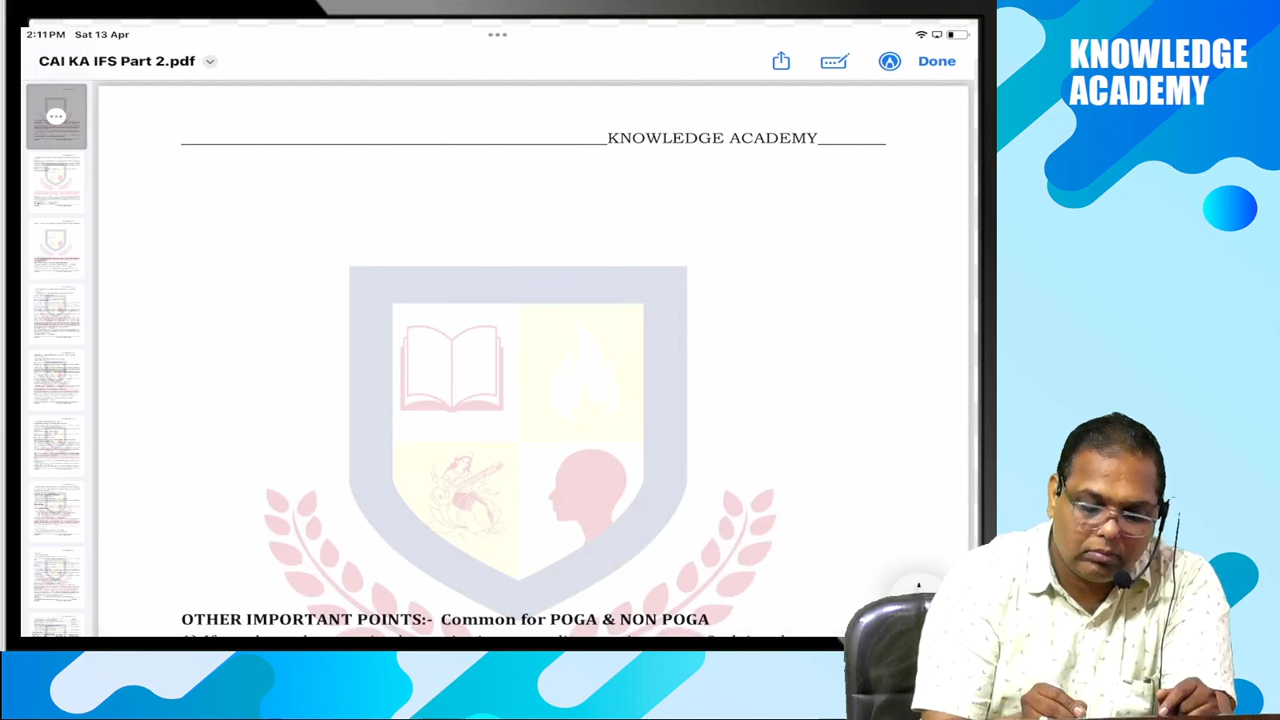 2:11 PM Sat 13 Apr
CAI KA IFS Part 2.pdf
Done
KNOWLEDGE ACADEMY
KNOWLEDGE
ACADEMY
OTHER IMPORTANT POINTS:- Common for POGA & NON POGA